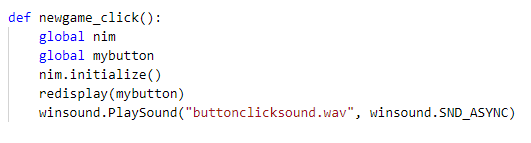 def newgame_click():
    global nim
    global mybutton
    nim.initialize()
    redisplay(mybutton)
    winsound.PlaySound("buttonclicksound.wav", winsound.SND_ASYNC)